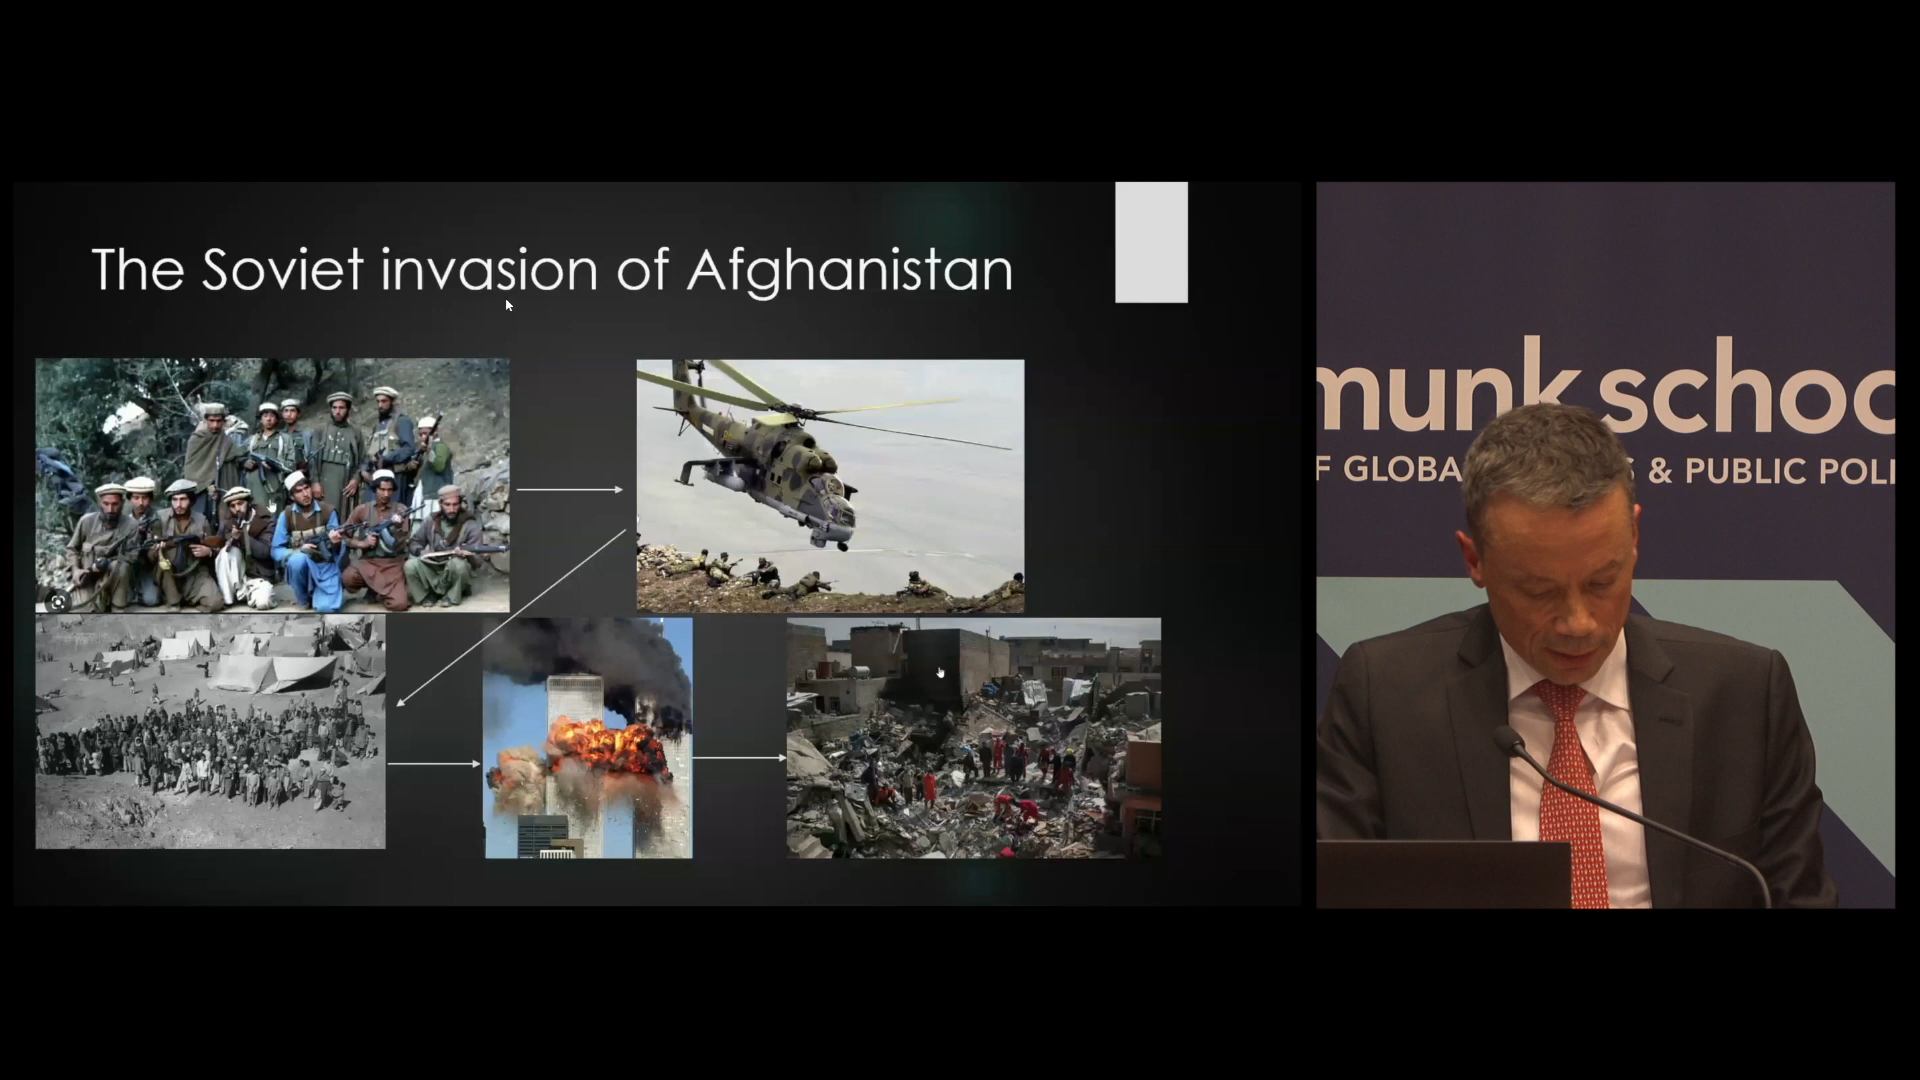 The Soviet invasion of Afghanistan
munk schoo
F GLOBA S & PUBLIC POLI